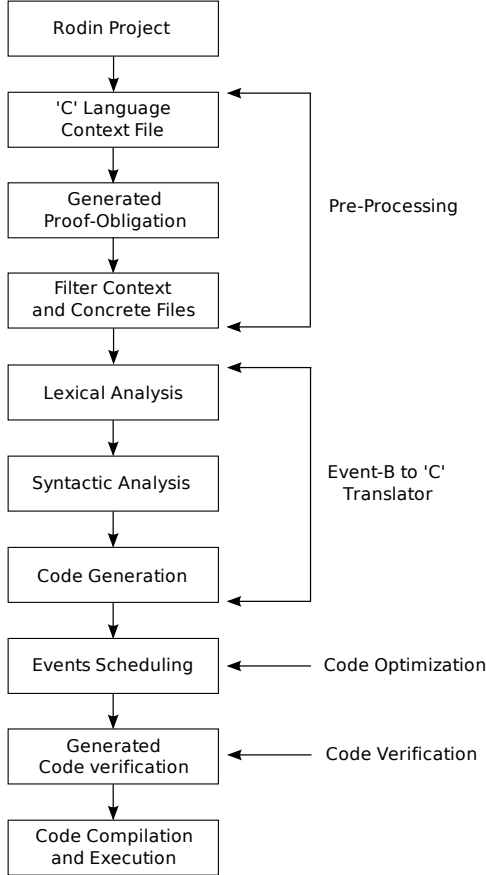 Rodin Project
'C' Language
Context File
Generated
Proof-Obligation
Pre-Processing
Filter Context
and Concrete Files
Lexical Analysis
Syntactic Analysis
Event-B to 'C'
Translator
Code Generation
Events Scheduling
Code Optimization
Generated
Code verification
Code Verification
Code Compilation
and Execution